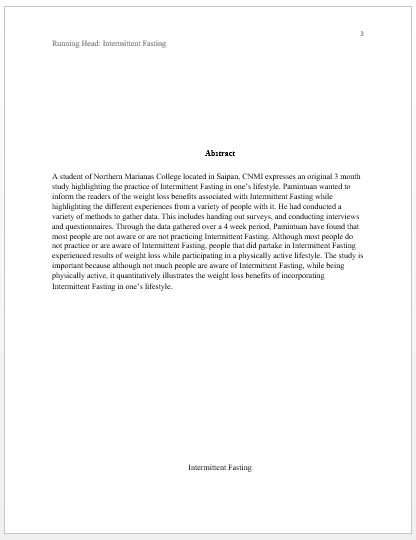 3
Running Head: Intermittent Fasting
Abstract
A student of Northern Marianas College located in Saipan, CNMI expresses an original 3 month
study highlighting the practice of Intermittent Fasting in one's lifestyle. Pamintuan wanted to
inform the readers of the weight loss benefits associated with Intermittent Fasting while
highlighting the different experiences from a variety of people with it. He had conducted a
variety of methods to gather data. This includes handing out surveys, and conducting interviews
and questionnaires. Through the data gathered over a 4 week period, Pamintuan have found that
most people are not aware or are not practicing Intermittent Fasting. Although most people do
not practice or are aware of Intermittent Fasting, people that did partake in Intermittent Fasting
experienced results of weight loss while participating in a physically active lifestyle. The study is
important because although not much people are aware of Intermittent Fasting, while being
physically active, it quantitatively illustrates the weight loss benefits of incorporating
Intermittent Fasting in one's lifestyle.
Intermittent Fasting